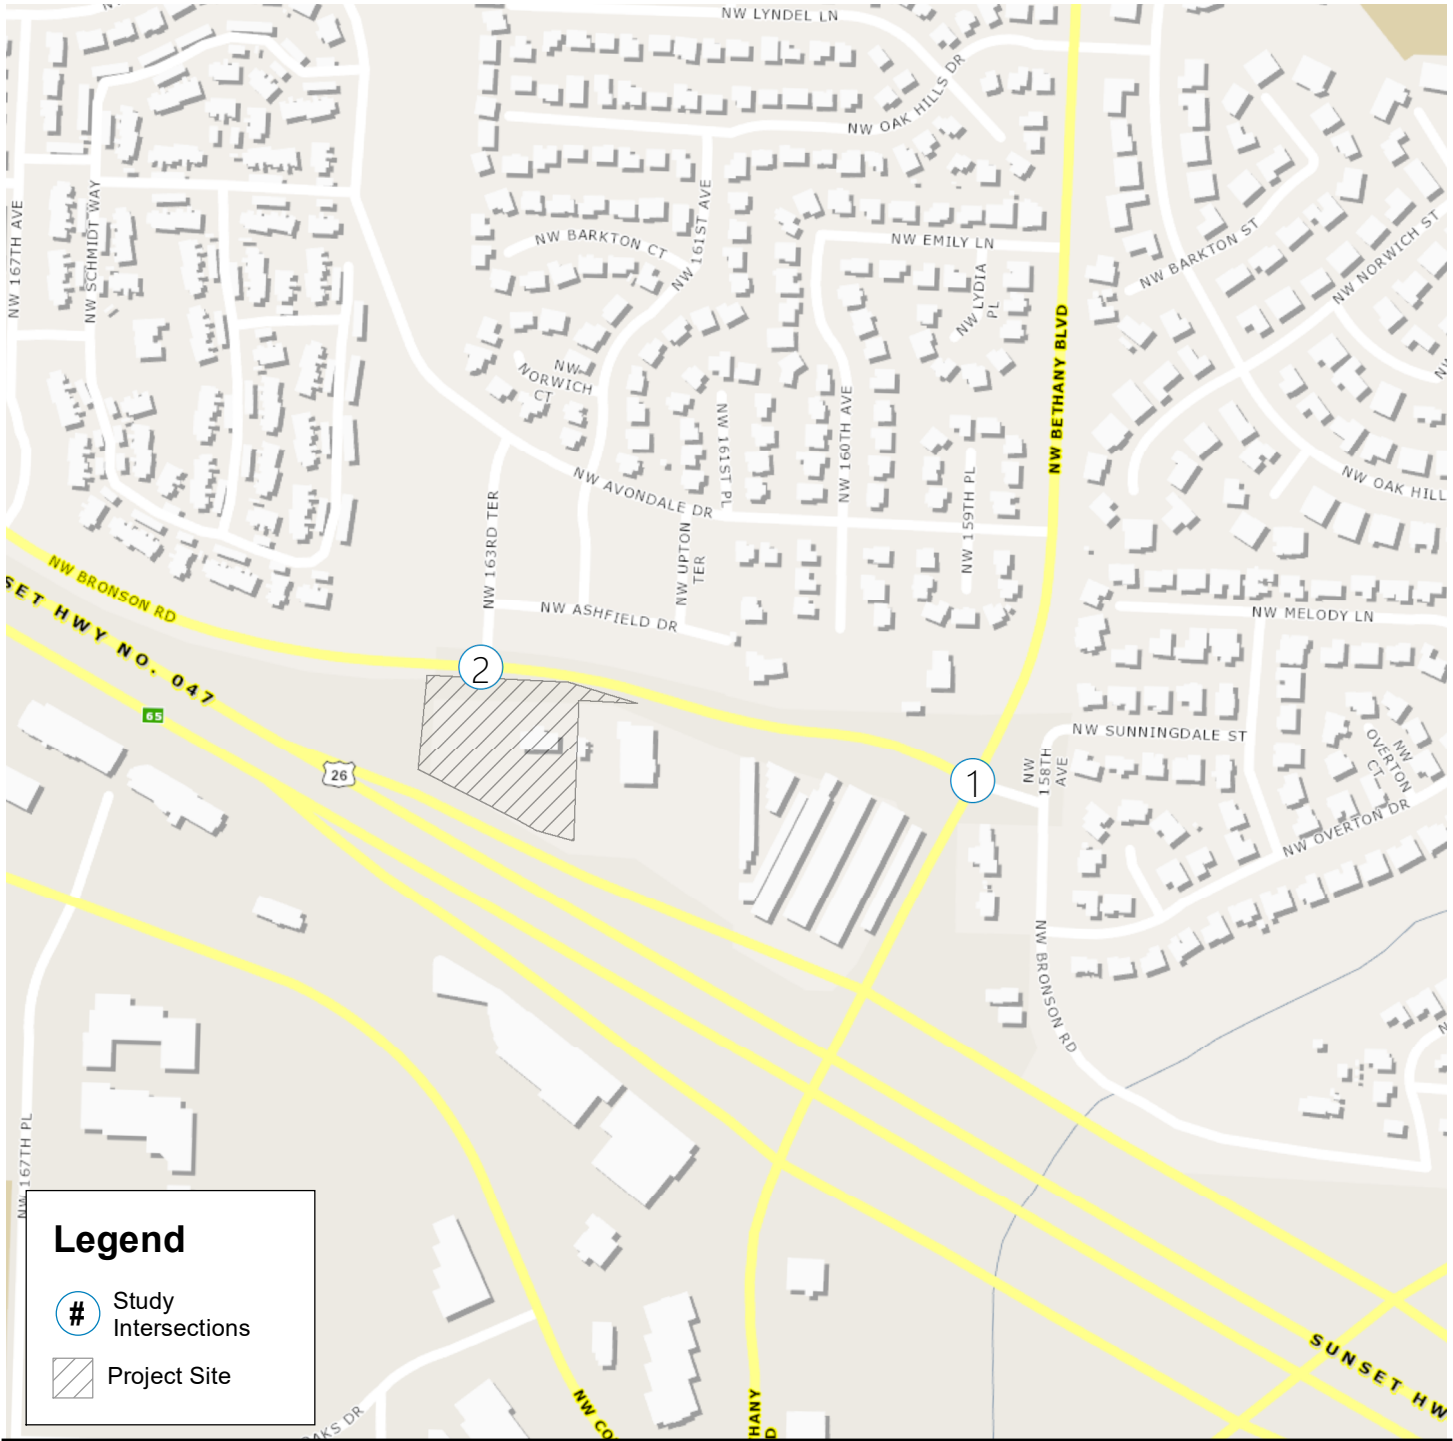 NW LYNDEL LN
NW OAK HILLS DR
NW 167TH AVE
NW SCHMIDT WAY
NW 161ST AVE
NW BARKTON CT
NW EMILY LN
NW LYDIA
PL
NW BARKTON ST
NW NORWICH ST
NW BETHANY BLVD
NW
NORWICH
CT
NW 161ST PL
NW 160TH AVE
NW 159TH PL
NW OAK HILL
NW AVONDALE DR
NW 163RD TER
NW UPTON
TER
NW ASHFIELD DR
NW BRONSON RD
SET HWY NO. 047
65
26
2
1
NW MELODY LN
NW SUNNINGDALE ST
NW
158TH
AVE
NW
OVERTON
CT
NW OVERTON DR
NW BRONSON RD
NW 167TH PL
Legend
# Study
Intersections
Project Site
AKS DR
NW CO
HANY
D
SUNSET HW